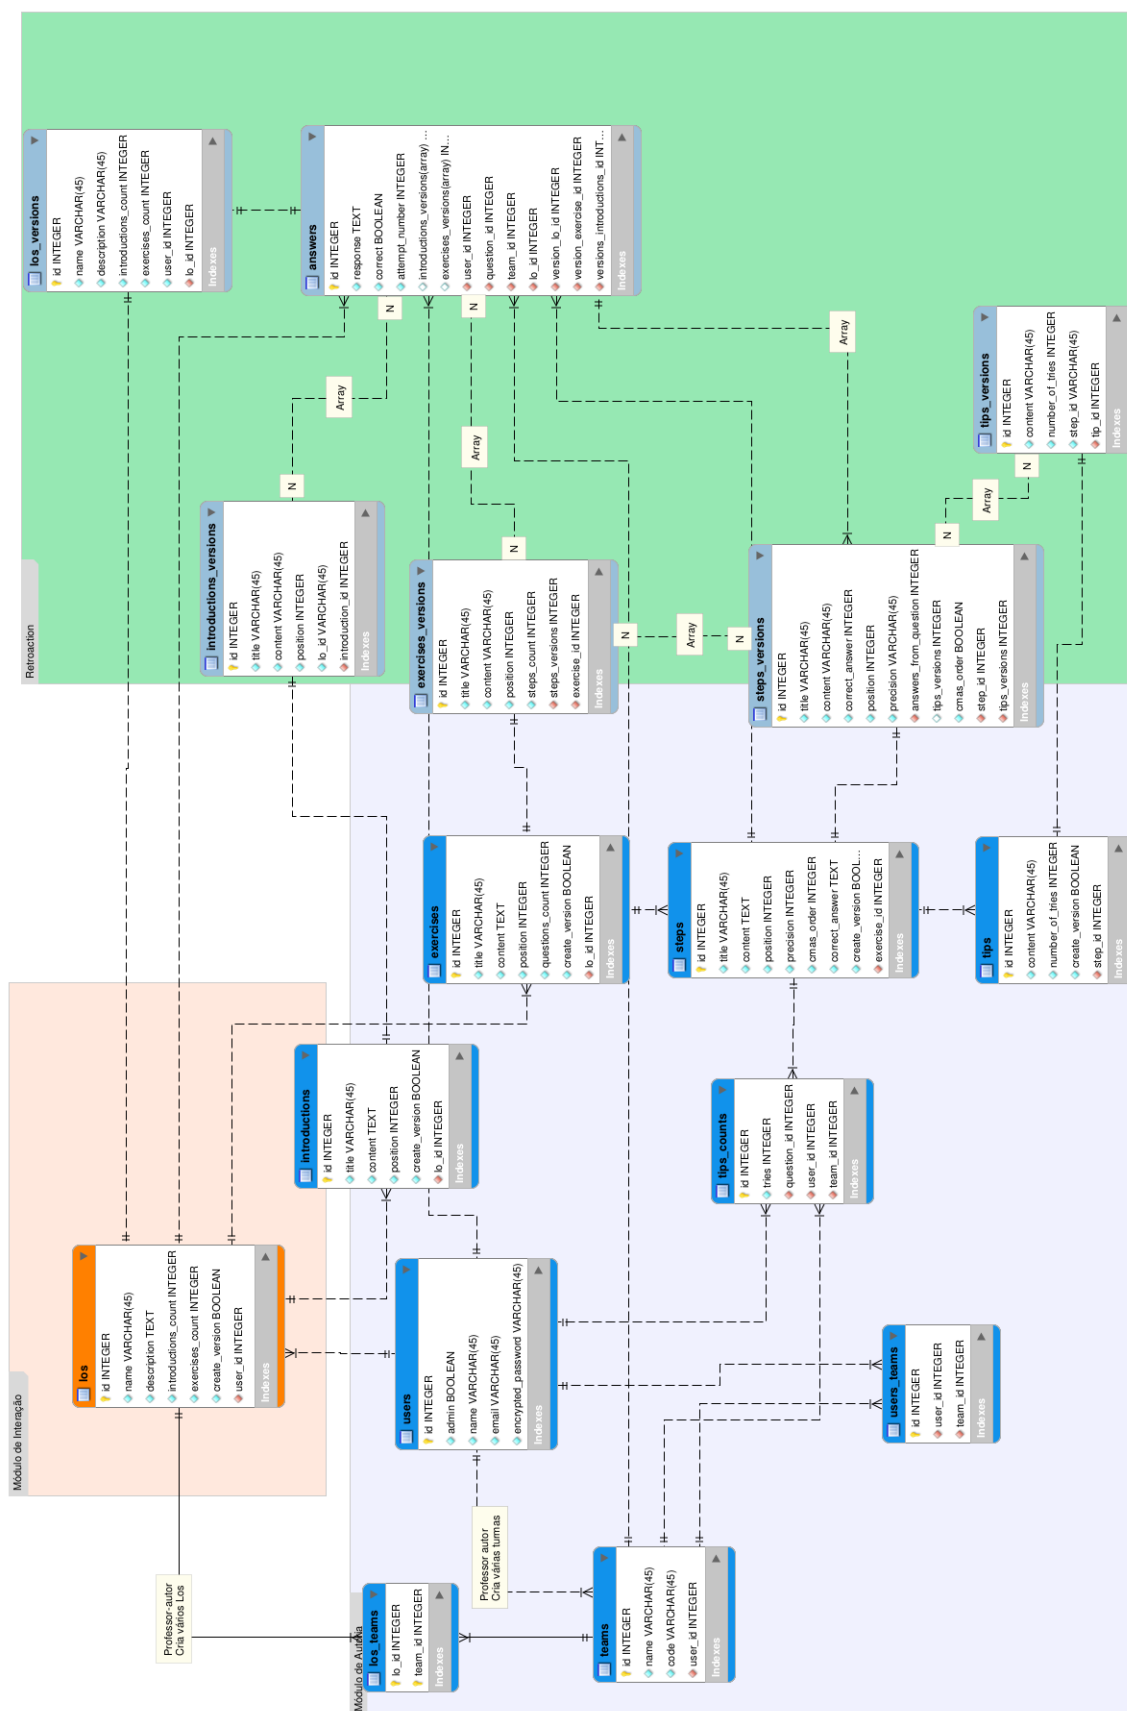 Retroaction
Módulo de Interação
Módulo de Autoria
los_versions
id INTEGER
name VARCHAR(45)
description VARCHAR(45)
introductions_count INTEGER
exercises_count INTEGER
user_id INTEGER
lo_id INTEGER
Indexes
answers
id INTEGER
response TEXT
correct BOOLEAN
attempt_number INTEGER
introductions_versions(array) ...
exercises_versions(array) IN...
user_id INTEGER
question_id INTEGER
team_id INTEGER
lo_id INTEGER
version_lo_id INTEGER
version_exercise_id INTEGER
versions_introductions_id INT...
Indexes
N
N
Array
Array
Array
tips_versions
id INTEGER
content VARCHAR(45)
number_of_tries INTEGER
step_id VARCHAR(45)
tip_id INTEGER
Indexes
N
Array
N
N
N
introductions_versions
id INTEGER
title VARCHAR(45)
content VARCHAR(45)
position INTEGER
lo_id VARCHAR(45)
introduction_id INTEGER
Indexes
exercises_versions
id INTEGER
title VARCHAR(45)
content VARCHAR(45)
position INTEGER
steps_count INTEGER
steps_versions INTEGER
exercise_id INTEGER
Indexes
N
Array
N
steps_versions
id INTEGER
title VARCHAR(45)
content VARCHAR(45)
correct_answer INTEGER
position INTEGER
precision VARCHAR(45)
answers_from_question INTEGER
tips_versions INTEGER
cmas_order BOOLEAN
step_id INTEGER
tips_versions INTEGER
Indexes
exercises
id INTEGER
title VARCHAR(45)
content TEXT
position INTEGER
questions_count INTEGER
create_version BOOLEAN
lo_id INTEGER
Indexes
steps
id INTEGER
title VARCHAR(45)
content TEXT
position INTEGER
precision INTEGER
cmas_order INTEGER
correct_answer TEXT
create_version BOOL...
exercise_id INTEGER
Indexes
tips
id INTEGER
content VARCHAR(45)
number_of_tries INTEGER
create_version BOOLEAN
step_id INTEGER
Indexes
introductions
id INTEGER
title VARCHAR(45)
content TEXT
position INTEGER
create_version BOOLEAN
lo_id INTEGER
Indexes
tips_counts
id INTEGER
tries INTEGER
question_id INTEGER
user_id INTEGER
team_id INTEGER
Indexes
los
id INTEGER
name VARCHAR(45)
description TEXT
introductions_count INTEGER
exercises_count INTEGER
create_version BOOLEAN
user_id INTEGER
Indexes
users
id INTEGER
admin BOOLEAN
name VARCHAR(45)
email VARCHAR(45)
encrypted_password VARCHAR(45)
Indexes
users_teams
id INTEGER
user_id INTEGER
team_id INTEGER
Indexes
Professor-autor
Cria vários Los
Professor autor
Cria várias turmas
los_teams
lo_id INTEGER
team_id INTEGER
Indexes
teams
id INTEGER
name VARCHAR(45)
code VARCHAR(45)
user_id INTEGER
Indexes